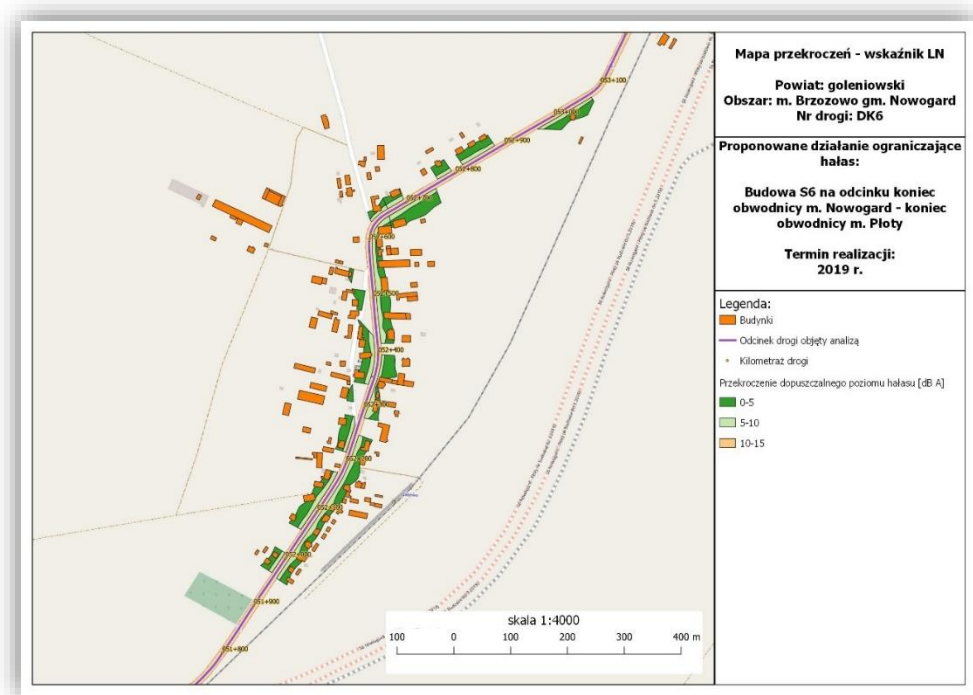 Mapa przekroczeń - wskaźnik LN
Powiat: goleniowski
Obszar: m. Brzozowo gm. Nowogard
Nr drogi: DK6
Proponowane działanie ograniczające
hałas:
Budowa S6 na odcinku koniec
obwodnicy m. Nowogard - koniec
obwodnicy m. Płoty
Termin realizacji:
2019 r.
Legenda:
Budynki
Odcinek drogi objęty analizą
Kilometraż drogi
Przekroczenie dopuszczalnego poziomu hałasu [dB A]
0-5
5-10
10-15
053+100
052+900
052+800
052+600
052+400
051+900
051+800
skala 1:4000
100 0 100 200 300 400 m